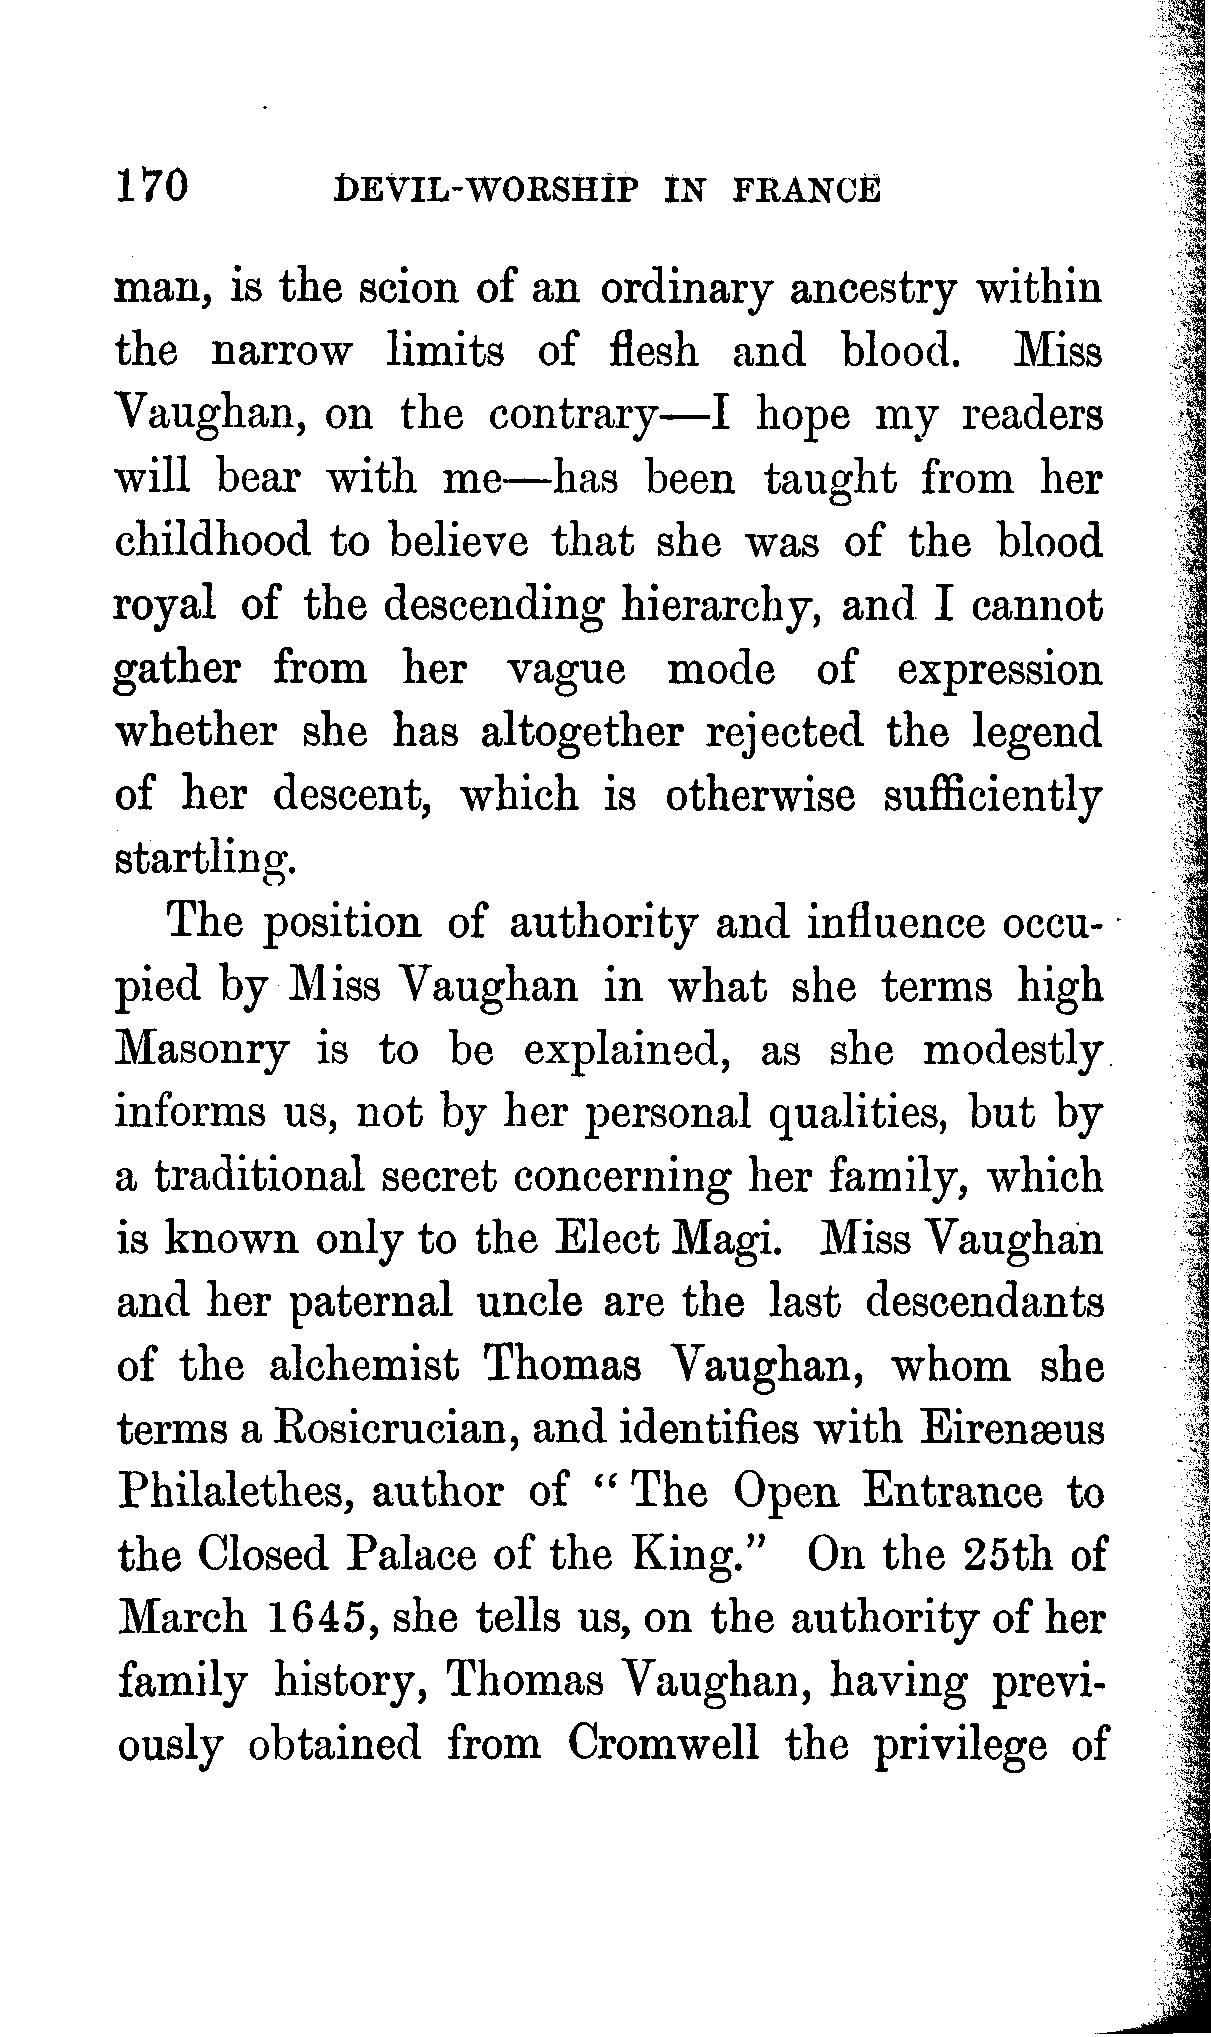 170 DEVIL-WORSHIP IN FRANCE
man, is the scion of an ordinary ancestry within
the narrow limits of flesh and blood. Miss
Vaughan, on the contrary—I hope my readers
will bear with me—has been taught from her
childhood to believe that she was of the blood
royal of the descending hierarchy, and I cannot
gather from her vague mode of expression
whether she has altogether rejected the legend
of her descent, which is otherwise sufficiently
startling.
The position of authority and influence occu-
pied by Miss Vaughan in what she terms high
Masonry is to be explained, as she modestly
informs us, not by her personal qualities, but by
a traditional secret concerning her family, which
is known only to the Elect Magi. Miss Vaughan
and her paternal uncle are the last descendants
of the alchemist Thomas Vaughan, whom she
terms a Rosicrucian, and identifies with Eirenæus
Philalethes, author of “The Open Entrance to
the Closed Palace of the King.” On the 25th of
March 1645, she tells us, on the authority of her
family history, Thomas Vaughan, having previ-
ously obtained from Cromwell the privilege of